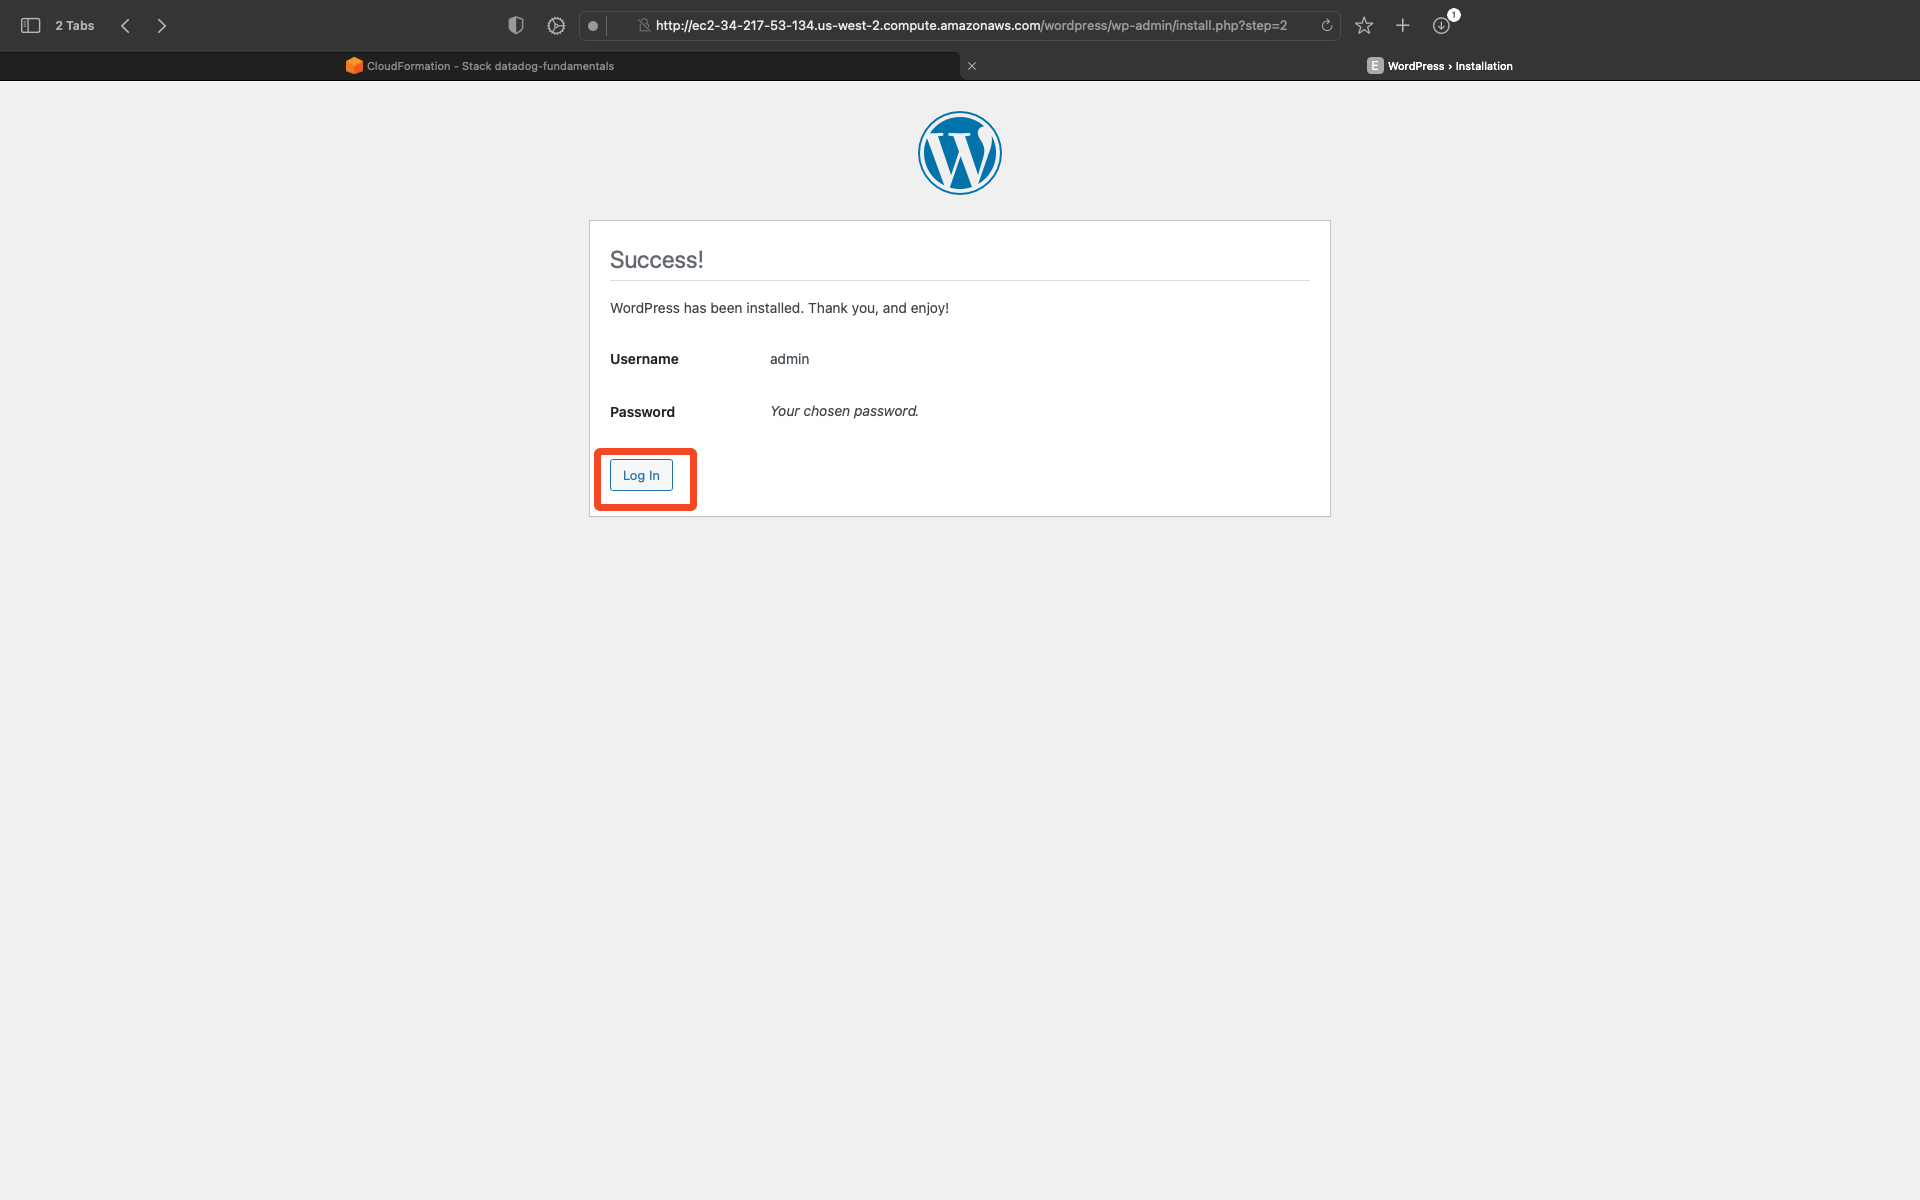 2 Tabs
http://ec2-34-217-53-134.us-west-2.compute.amazonaws.com/wordpress/wp-admin/install.php?step=2
1
CloudFormation - Stack datadog-fundamentals
E WordPress › Installation
W
Success!
WordPress has been installed. Thank you, and enjoy!
Username admin
Password Your chosen password.
Log In